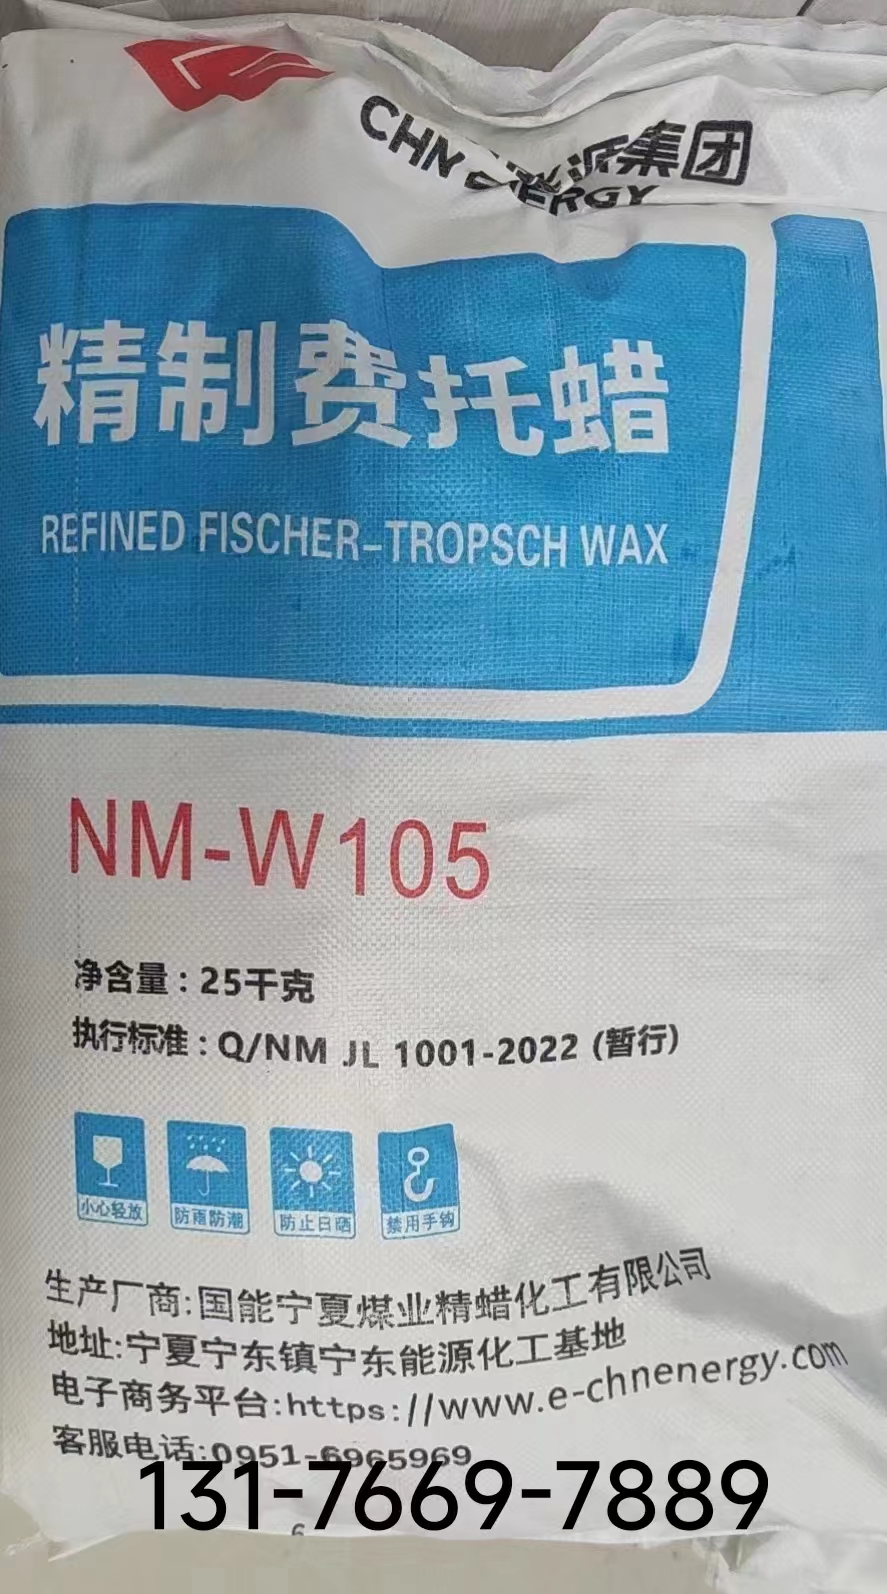 源集团
CHN ENERGY
精制费托蜡
REFINED FISCHER-TROPSCH WAX
NM-W105
净含量：25千克
执行标准：Q/NM JL 1001-2022 (暂行)
小心轻放 防雨防潮 防止日晒 禁用手钩
生产厂商:国能宁夏煤业精蜡化工有限公司
地址:宁夏宁东镇宁东能源化工基地
电子商务平台:https://www.e-chnenergy.com
客服电话:0951-6965969
131-7669-7889
6